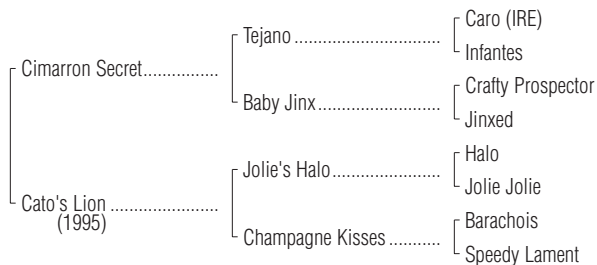 Caro (IRE)
Tejano ..............................
Infantes
Cimarron Secret...............
Crafty Prospector
Baby Jinx.........................
Jinxed
Halo
Jolie's Halo......................
Jolie Jolie
Cato's Lion .....................
(1995)
Barachois
Champagne Kisses ...........
Speedy Lament